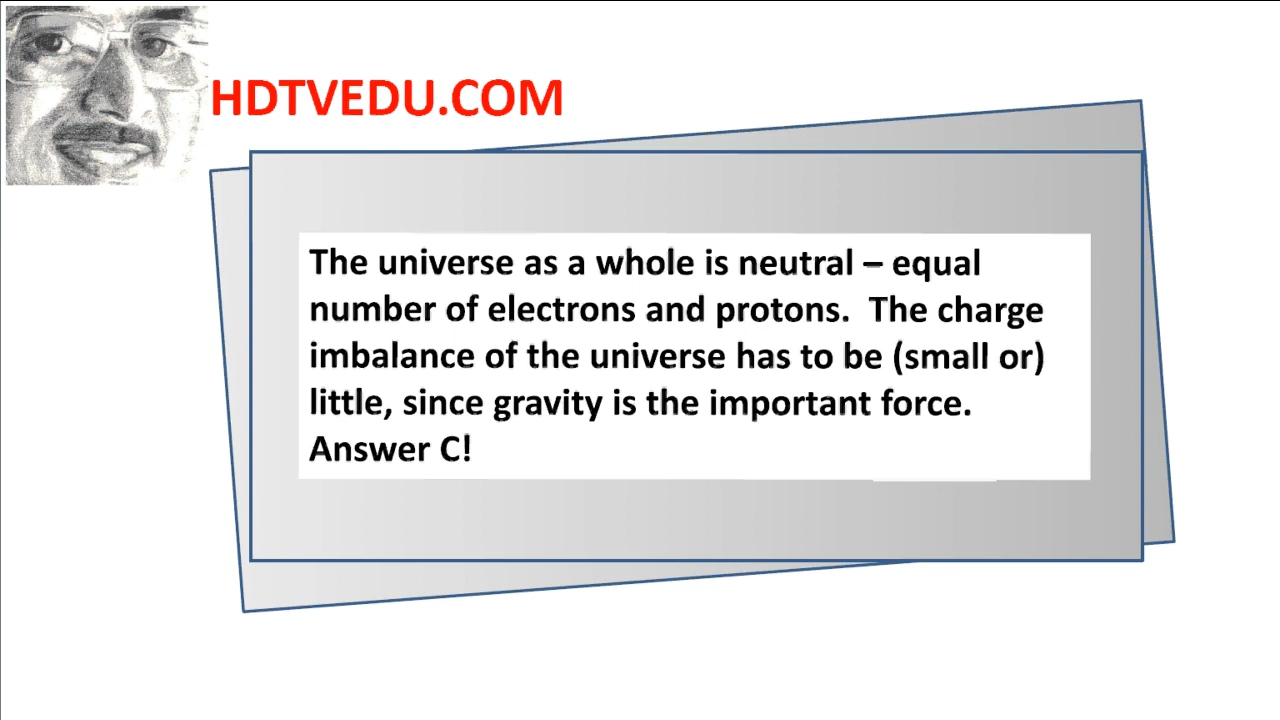 HDTVEDU.COM
The universe as a whole is neutral – equal
number of electrons and protons.  The charge
imbalance of the universe has to be (small or)
little, since gravity is the important force.
Answer C!